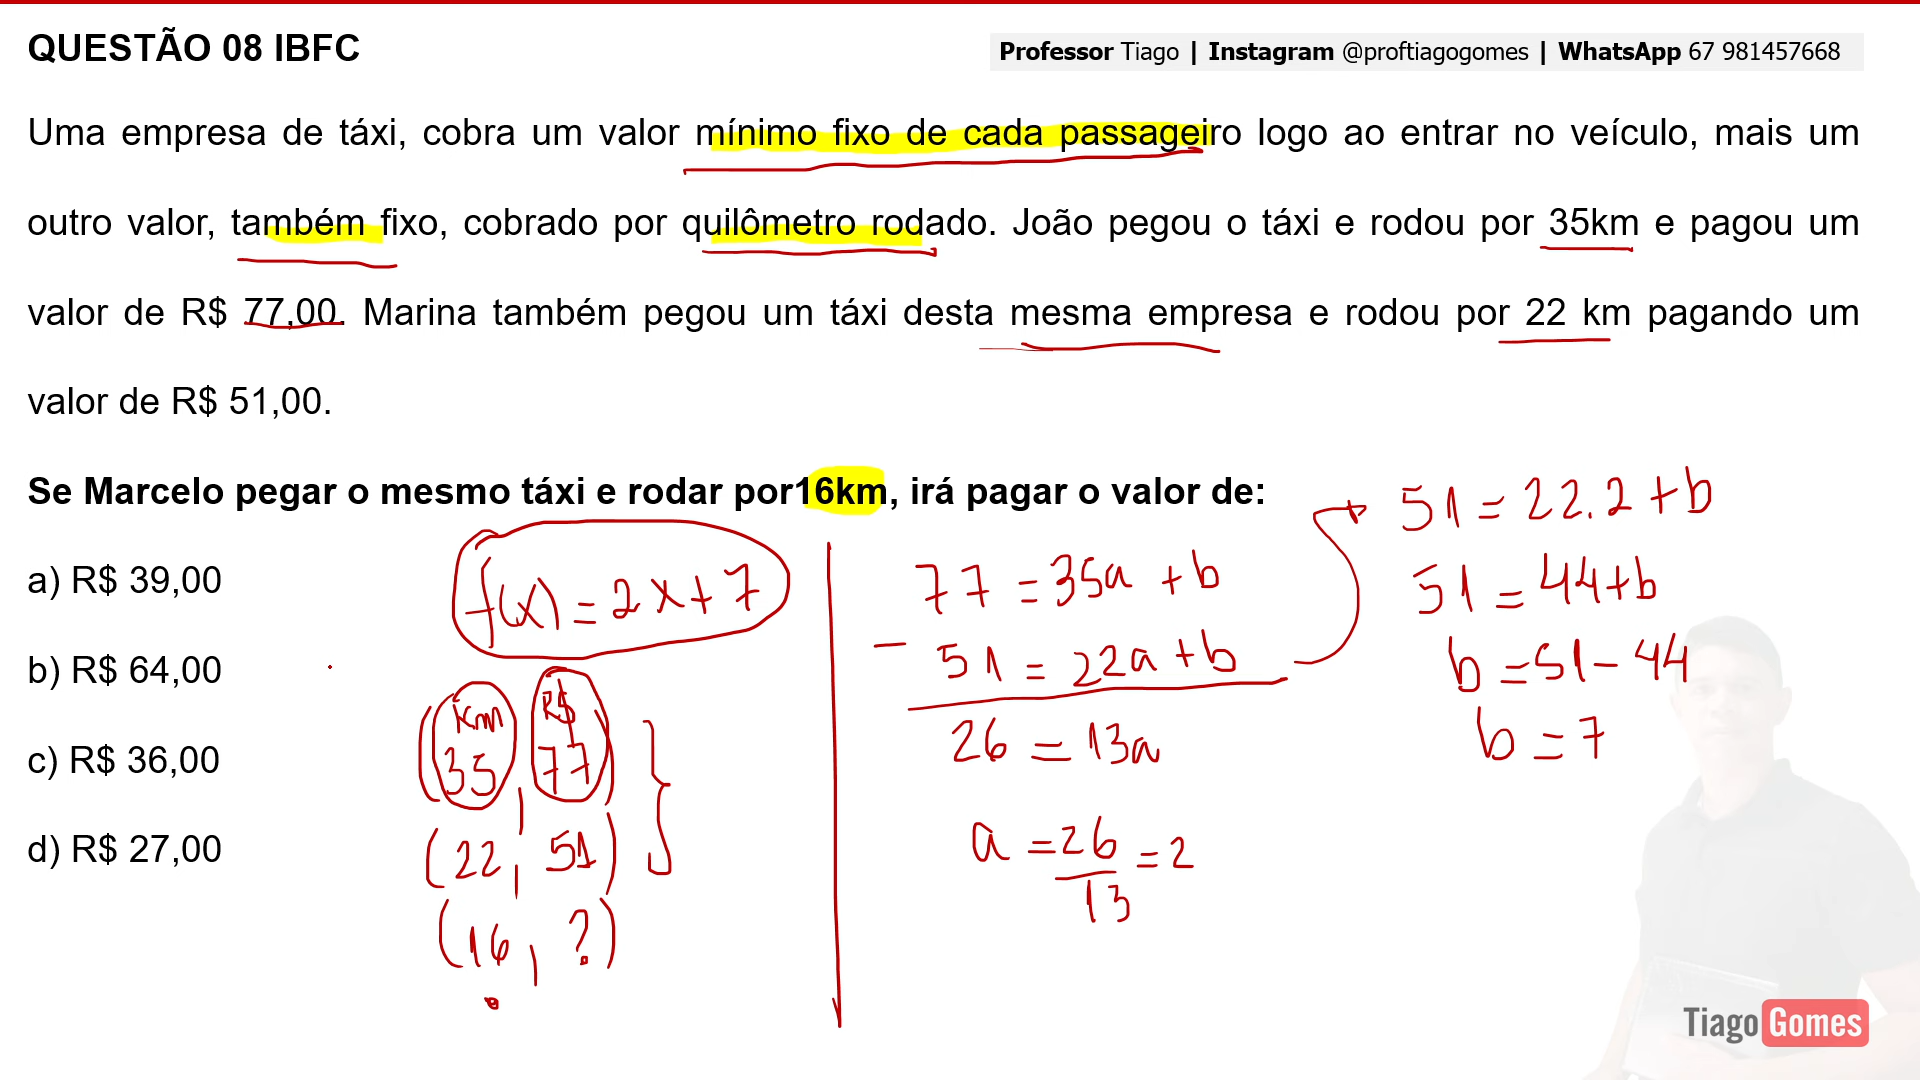 QUESTÃO 08 IBFC
Professor Tiago | Instagram @proftiagogomes | WhatsApp 67 981457668
Uma empresa de táxi, cobra um valor mínimo fixo de cada passageiro logo ao entrar no veículo, mais um
outro valor, também fixo, cobrado por quilômetro rodado. João pegou o táxi e rodou por 35km e pagou um
valor de R$ 77,00. Marina também pegou um táxi desta mesma empresa e rodou por 22 km pagando um
valor de R$ 51,00.
Se Marcelo pegar o mesmo táxi e rodar por16km, irá pagar o valor de:
a) R$ 39,00
b) R$ 64,00
c) R$ 36,00
d) R$ 27,00
f(x) = 2x+7
Km R$
(35, 77)
(22, 51)
(16, ?)
77 = 35a + b
- 51 = 22a + b
26 = 13a
a = 26/13 = 2
51 = 22.2 + b
51 = 44+b
b = 51 - 44
b = 7
Tiago Gomes